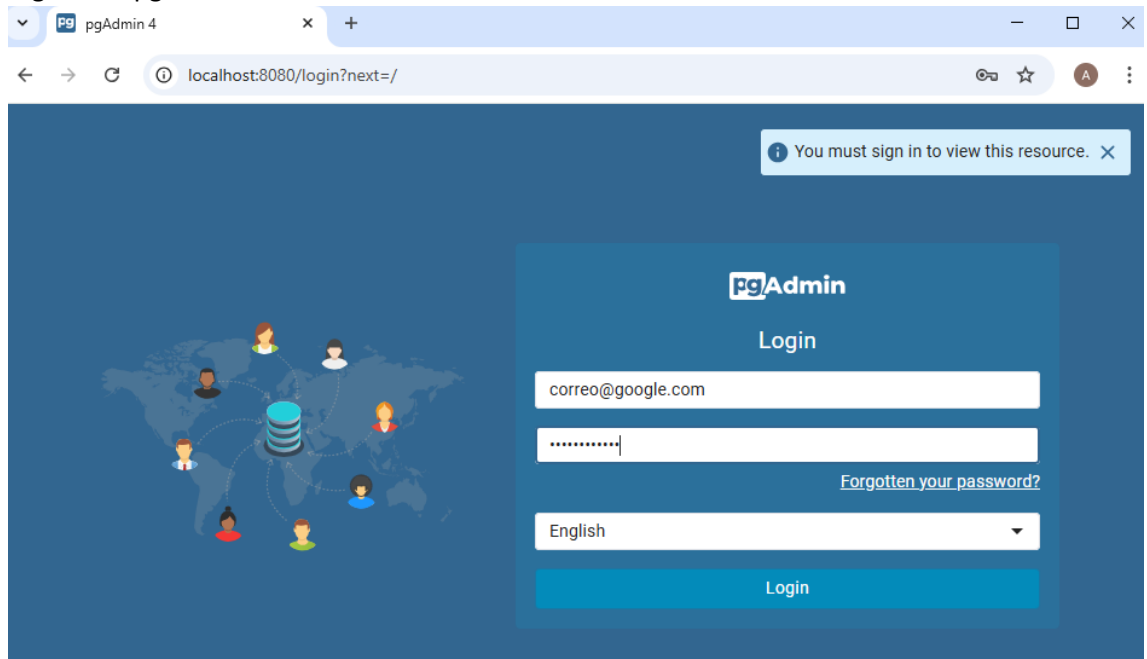 pg pgAdmin 4
localhost:8080/login?next=/
A
You must sign in to view this resource.
pgAdmin
Login
correo@google.com
••••••••••••
Forgotten your password?
English
Login